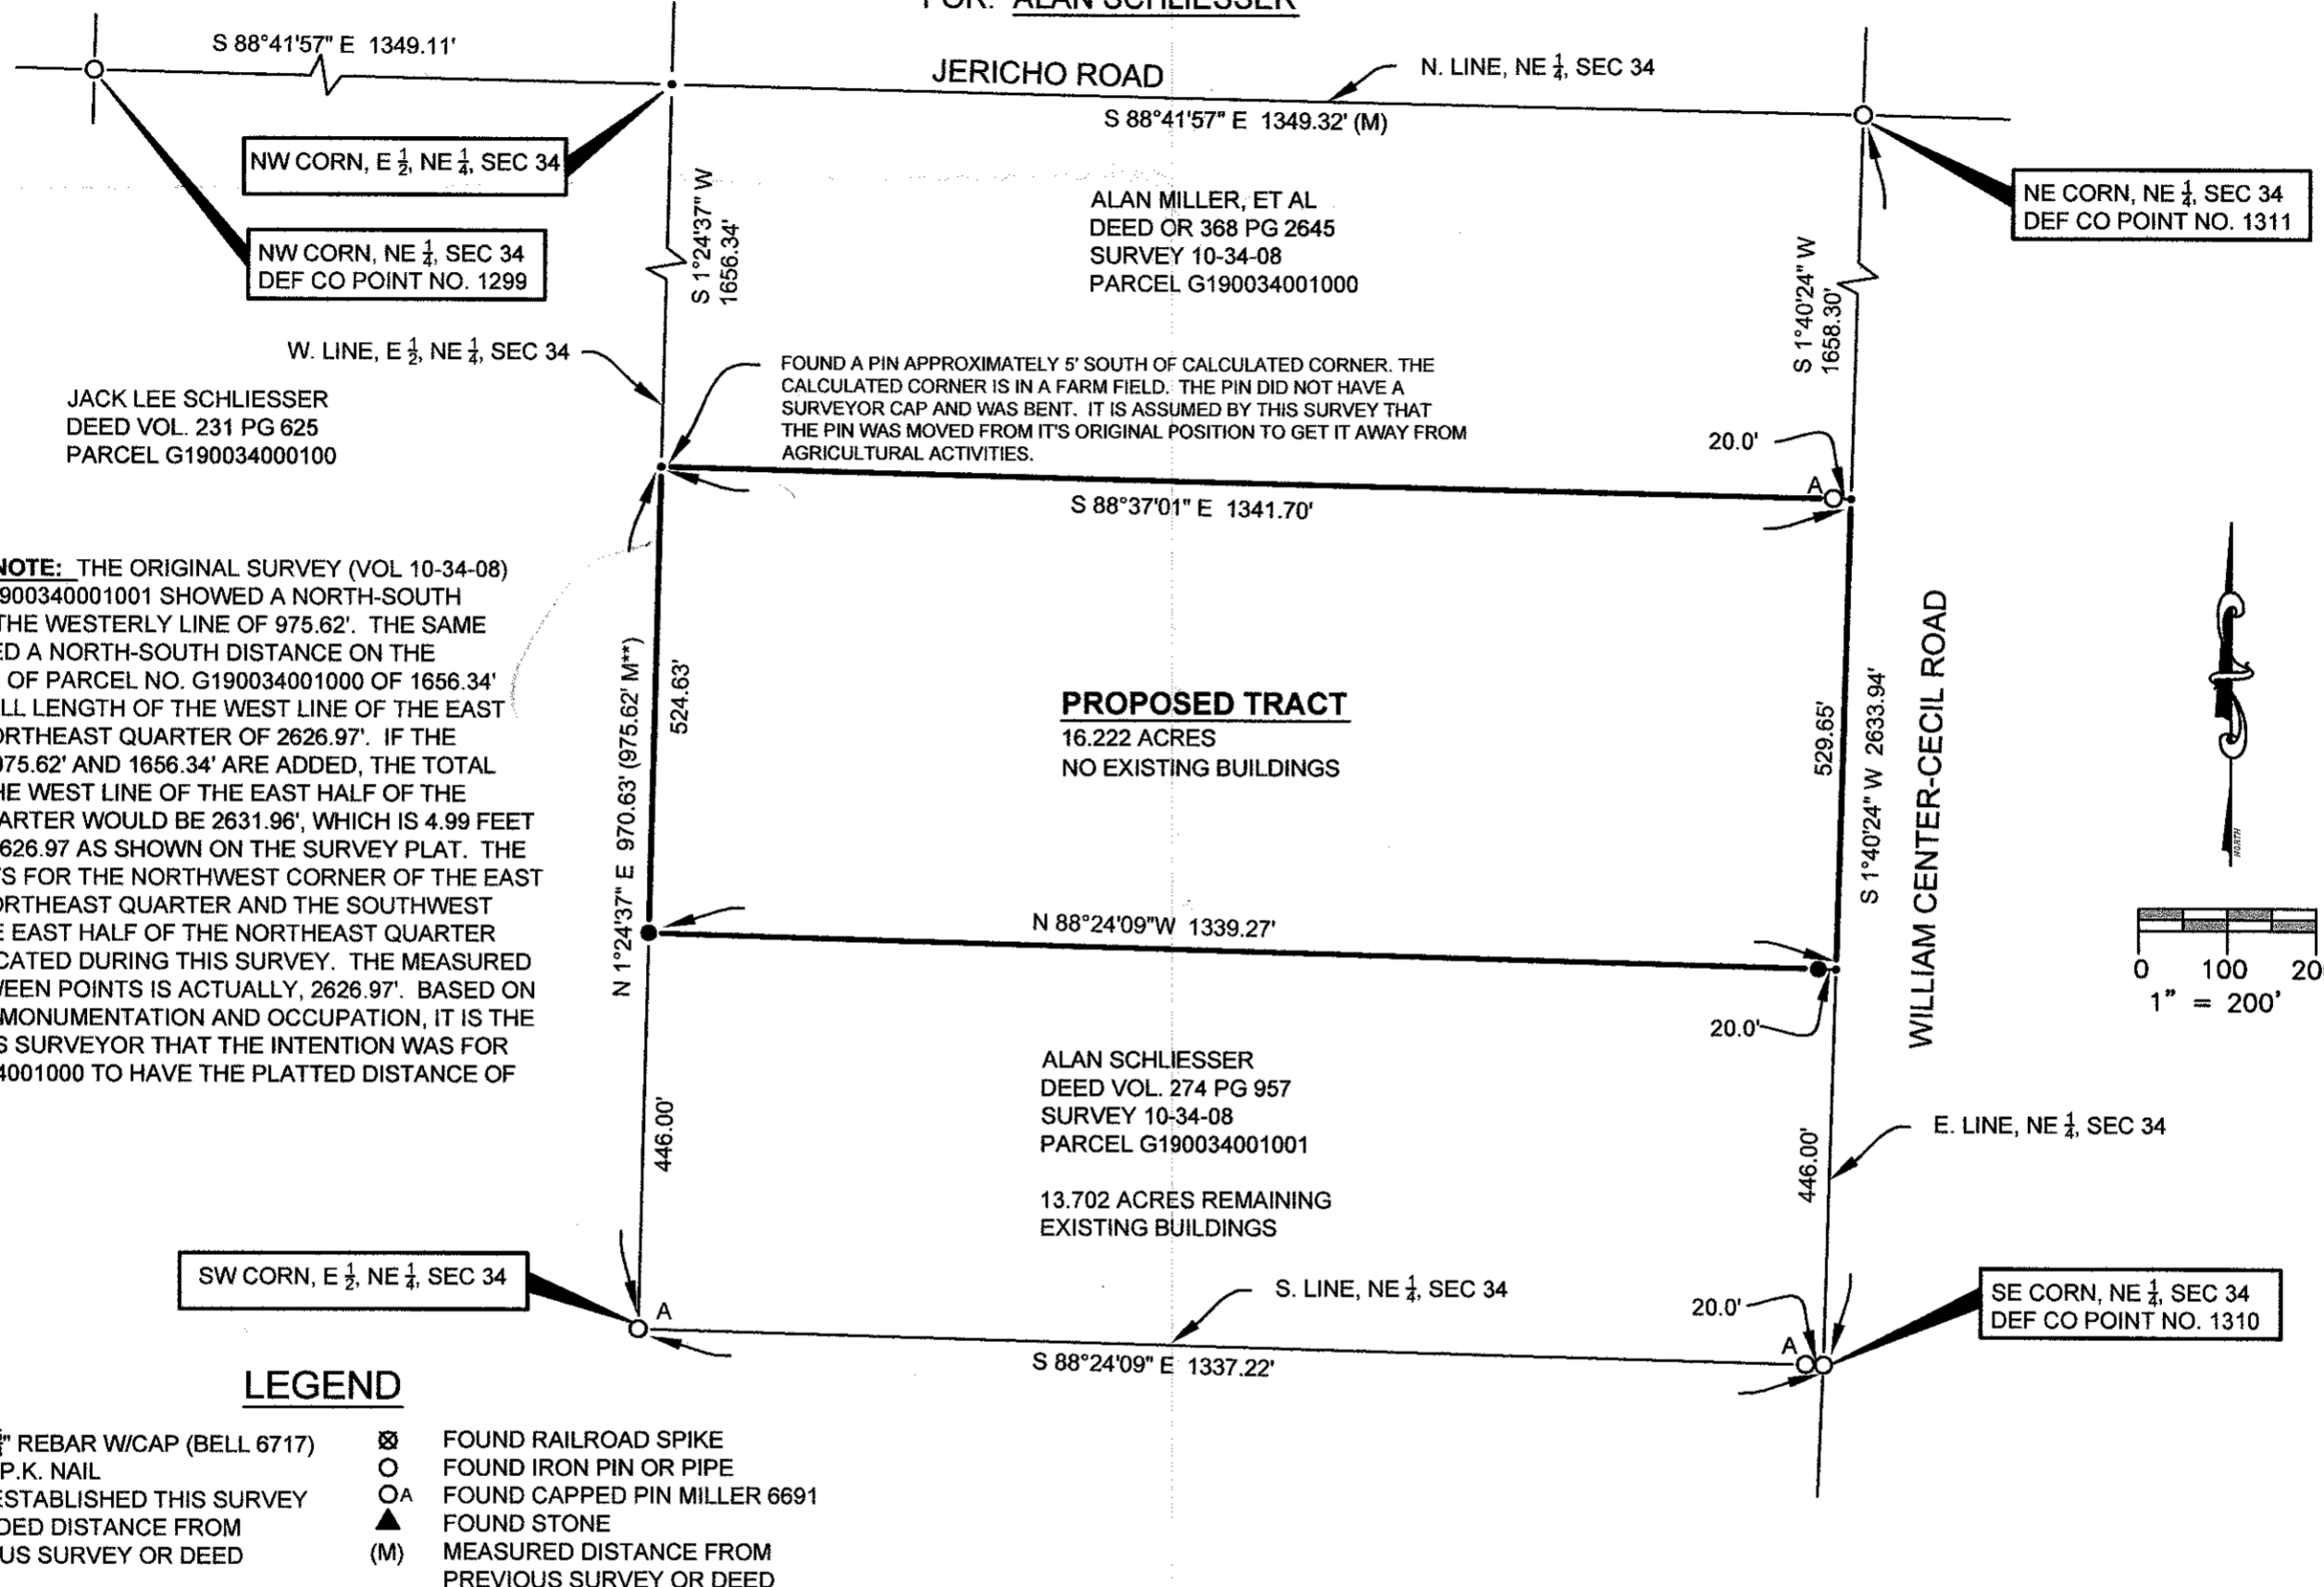 FOR: ALAN SCHLIESSER
S 88°41'57" E 1349.11'
JERICHO ROAD
N. LINE, NE 1/4, SEC 34
S 88°41'57" E 1349.32' (M)
NW CORN, E 1/2, NE 1/4, SEC 34
NW CORN, NE 1/4, SEC 34
DEF CO POINT NO. 1299
NE CORN, NE 1/4, SEC 34
DEF CO POINT NO. 1311
S 1°24'37" W
1656.34'
ALAN MILLER, ET AL
DEED OR 368 PG 2645
SURVEY 10-34-08
PARCEL G190034001000
S 1°40'24" W
1658.30'
W. LINE, E 1/2, NE 1/4, SEC 34
JACK LEE SCHLIESSER
DEED VOL. 231 PG 625
PARCEL G190034000100
FOUND A PIN APPROXIMATELY 5' SOUTH OF CALCULATED CORNER. THE
CALCULATED CORNER IS IN A FARM FIELD. THE PIN DID NOT HAVE A
SURVEYOR CAP AND WAS BENT. IT IS ASSUMED BY THIS SURVEY THAT
THE PIN WAS MOVED FROM IT'S ORIGINAL POSITION TO GET IT AWAY FROM
AGRICULTURAL ACTIVITIES.
20.0'
A
S 88°37'01" E 1341.70'
NOTE: THE ORIGINAL SURVEY (VOL 10-34-08)
1900340001001 SHOWED A NORTH-SOUTH
THE WESTERLY LINE OF 975.62'. THE SAME
ED A NORTH-SOUTH DISTANCE ON THE
OF PARCEL NO. G190034001000 OF 1656.34'
LL LENGTH OF THE WEST LINE OF THE EAST
ORTHEAST QUARTER OF 2626.97'. IF THE
975.62' AND 1656.34' ARE ADDED, THE TOTAL
HE WEST LINE OF THE EAST HALF OF THE
ARTER WOULD BE 2631.96', WHICH IS 4.99 FEET
2626.97 AS SHOWN ON THE SURVEY PLAT. THE
TS FOR THE NORTHWEST CORNER OF THE EAST
ORTHEAST QUARTER AND THE SOUTHWEST
E EAST HALF OF THE NORTHEAST QUARTER
CATED DURING THIS SURVEY. THE MEASURED
WEEN POINTS IS ACTUALLY, 2626.97'. BASED ON
MONUMENTATION AND OCCUPATION, IT IS THE
S SURVEYOR THAT THE INTENTION WAS FOR
4001000 TO HAVE THE PLATTED DISTANCE OF
N 1°24'37" E 970.63' (975.62' M**)
524.63'
PROPOSED TRACT
16.222 ACRES
NO EXISTING BUILDINGS
529.65'
S 1°40'24" W 2633.94'
WILLIAM CENTER-CECIL ROAD
NORTH
0 100 20
1" = 200'
N 88°24'09"W 1339.27'
20.0'
446.00'
ALAN SCHLIESSER
DEED VOL. 274 PG 957
SURVEY 10-34-08
PARCEL G190034001001
13.702 ACRES REMAINING
EXISTING BUILDINGS
446.00'
E. LINE, NE 1/4, SEC 34
SW CORN, E 1/2, NE 1/4, SEC 34
A
S. LINE, NE 1/4, SEC 34
20.0'
A
SE CORN, NE 1/4, SEC 34
DEF CO POINT NO. 1310
S 88°24'09" E 1337.22'
LEGEND
" REBAR W/CAP (BELL 6717)
P.K. NAIL
ESTABLISHED THIS SURVEY
DED DISTANCE FROM
US SURVEY OR DEED
FOUND RAILROAD SPIKE
FOUND IRON PIN OR PIPE
A FOUND CAPPED PIN MILLER 6691
FOUND STONE
(M) MEASURED DISTANCE FROM
PREVIOUS SURVEY OR DEED